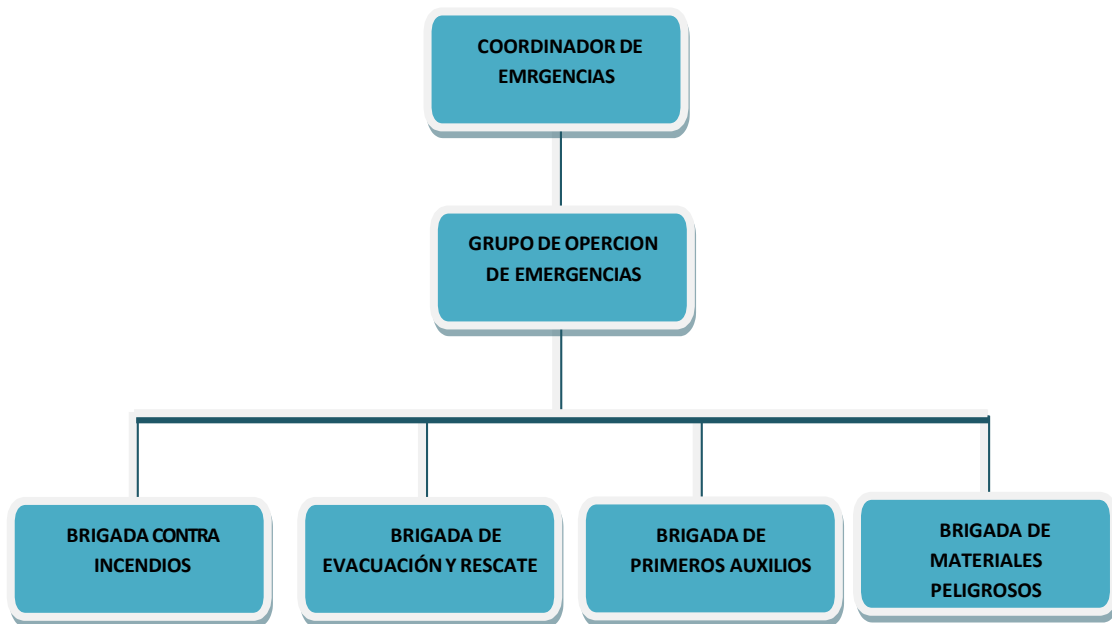 COORDINADOR DE
EMRGENCIAS
GRUPO DE OPERCION
DE EMERGENCIAS
BRIGADA CONTRA
INCENDIOS
BRIGADA DE
EVACUACIÓN Y RESCATE
BRIGADA DE
PRIMEROS AUXILIOS
BRIGADA DE
MATERIALES
PELIGROSOS